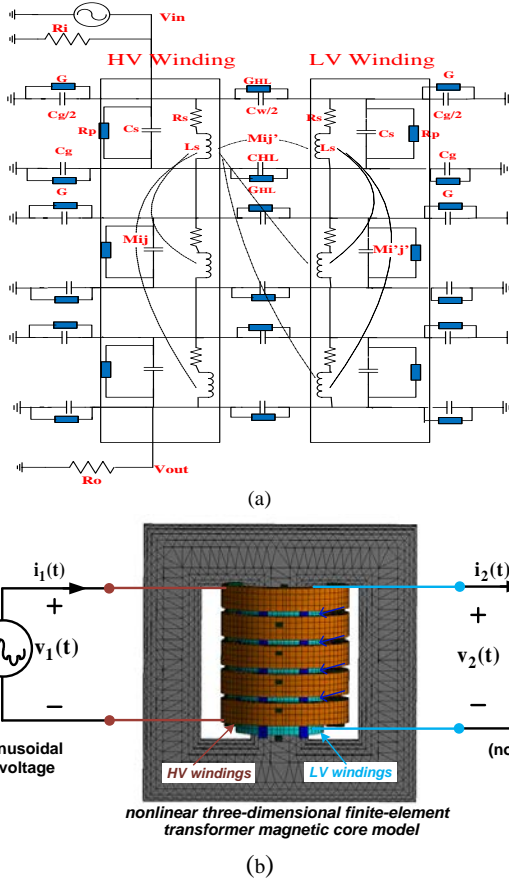 Vin
Ri
HV Winding
LV Winding
G
GHL
G
Cg/2
Cw/2
Cg/2
Rp
Cs
Rs
Rs
Cs
Rp
Ls
Mij'
Ls
Cg
CHL
Cg
G
GHL
G
Mij
Mi'j'
Vout
Ro
(a)
i1(t)
i2(t)
+
+
v1(t)
v2(t)
−
−
nusoidal
voltage
HV windings
LV windings
(no
nonlinear three-dimensional finite-element
transformer magnetic core model
(b)